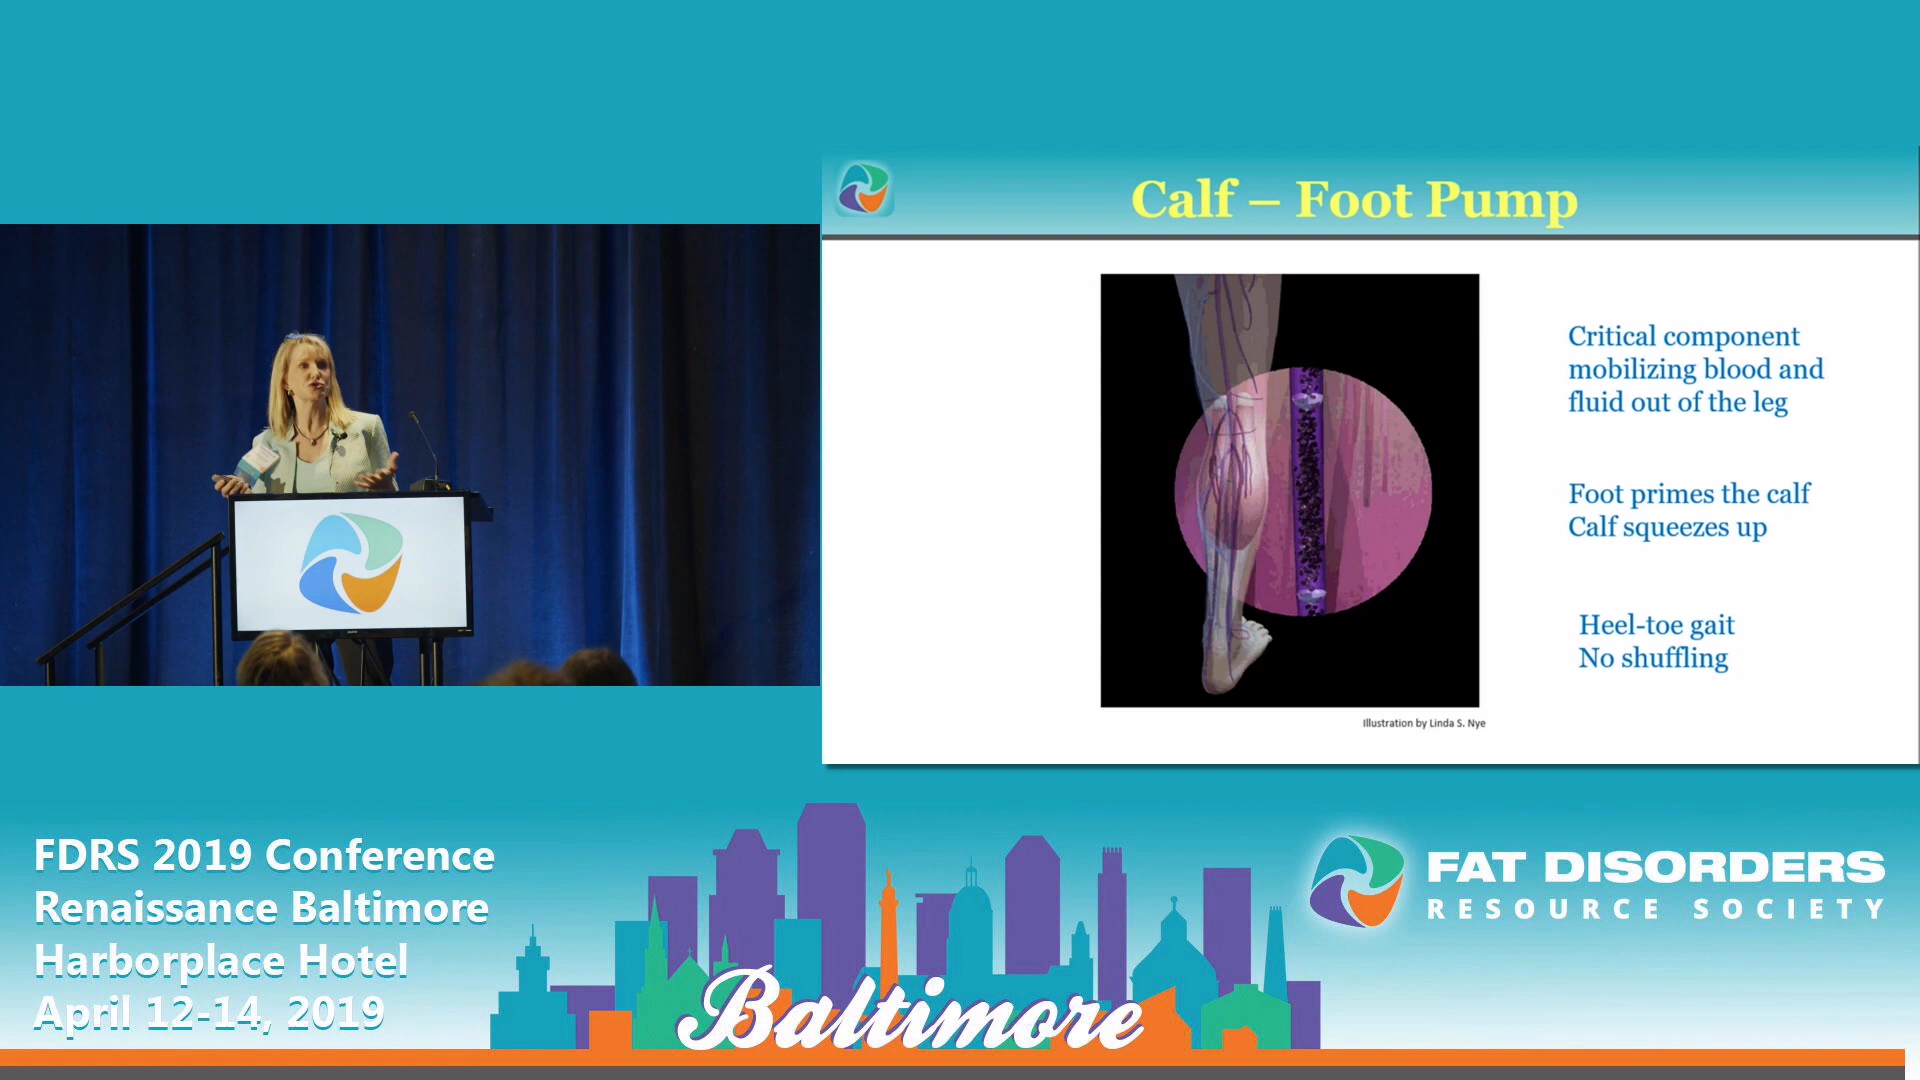 Calf – Foot Pump
Critical component
mobilizing blood and
fluid out of the leg
Foot primes the calf
Calf squeezes up
Heel-toe gait
No shuffling
Illustration by Linda S. Nye
FDRS 2019 Conference
Renaissance Baltimore
Harborplace Hotel
April 12-14, 2019
Baltimore
FAT DISORDERS
RESOURCE SOCIETY